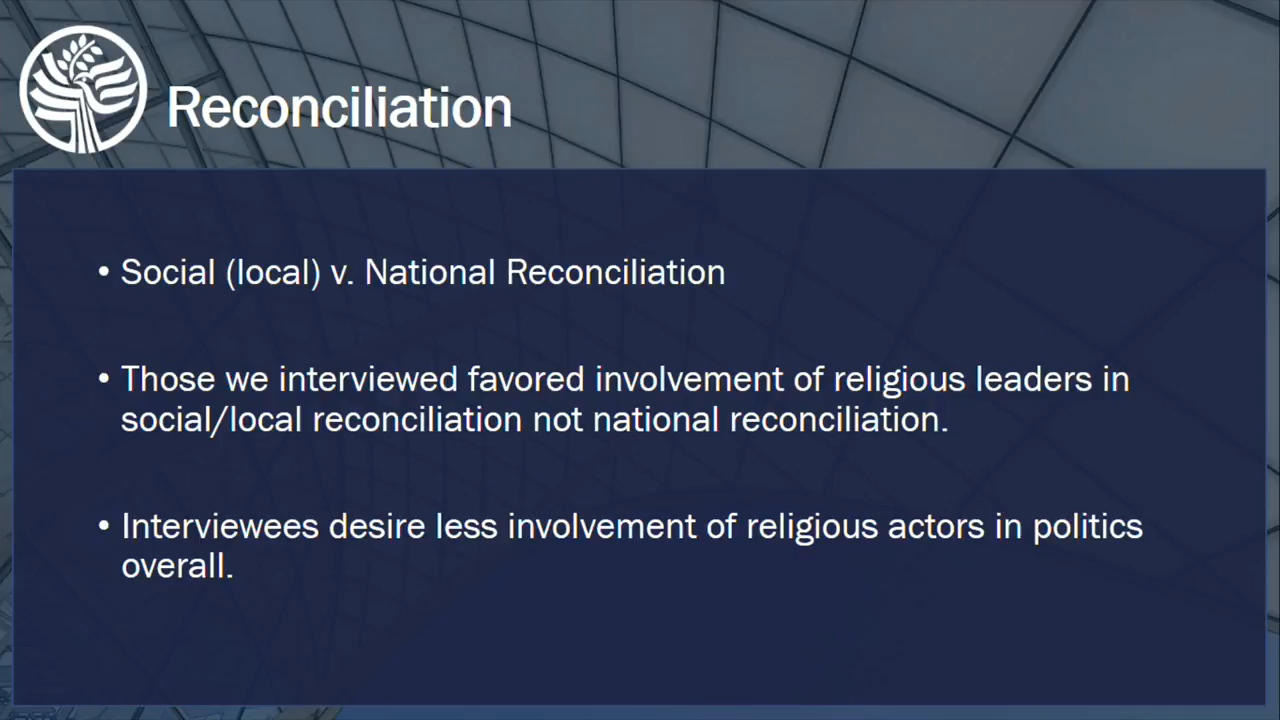 Reconciliation
• Social (local) v. National Reconciliation
• Those we interviewed favored involvement of religious leaders in
social/local reconciliation not national reconciliation.
• Interviewees desire less involvement of religious actors in politics
overall.